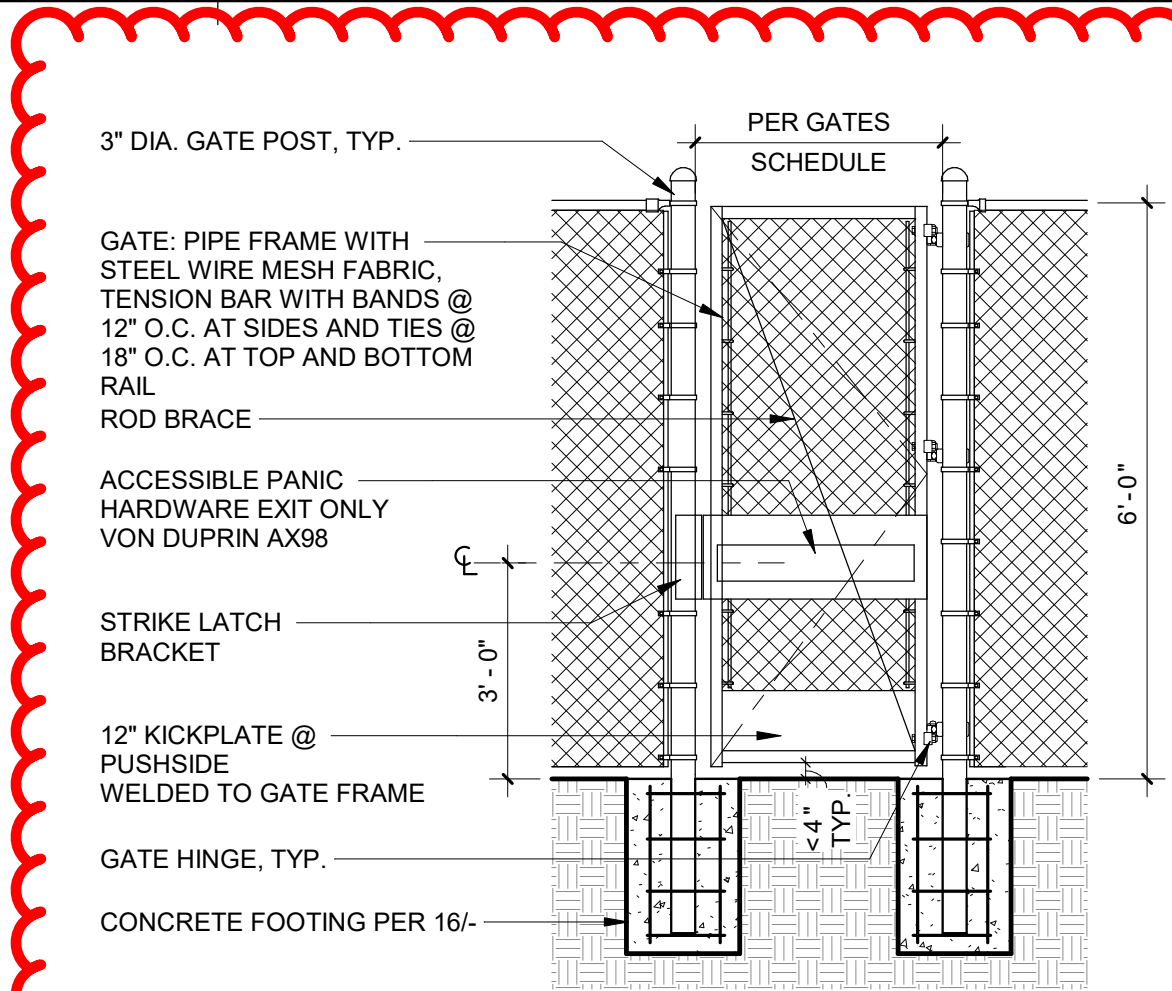 3" DIA. GATE POST, TYP.
PER GATES
SCHEDULE
GATE: PIPE FRAME WITH
STEEL WIRE MESH FABRIC,
TENSION BAR WITH BANDS @
12" O.C. AT SIDES AND TIES @
18" O.C. AT TOP AND BOTTOM
RAIL
ROD BRACE
ACCESSIBLE PANIC
HARDWARE EXIT ONLY
VON DUPRIN AX98
℄
6' - 0"
STRIKE LATCH
BRACKET
3' - 0"
12" KICKPLATE @
PUSHSIDE
WELDED TO GATE FRAME
<4"
TYP.
GATE HINGE, TYP.
CONCRETE FOOTING PER 16/-